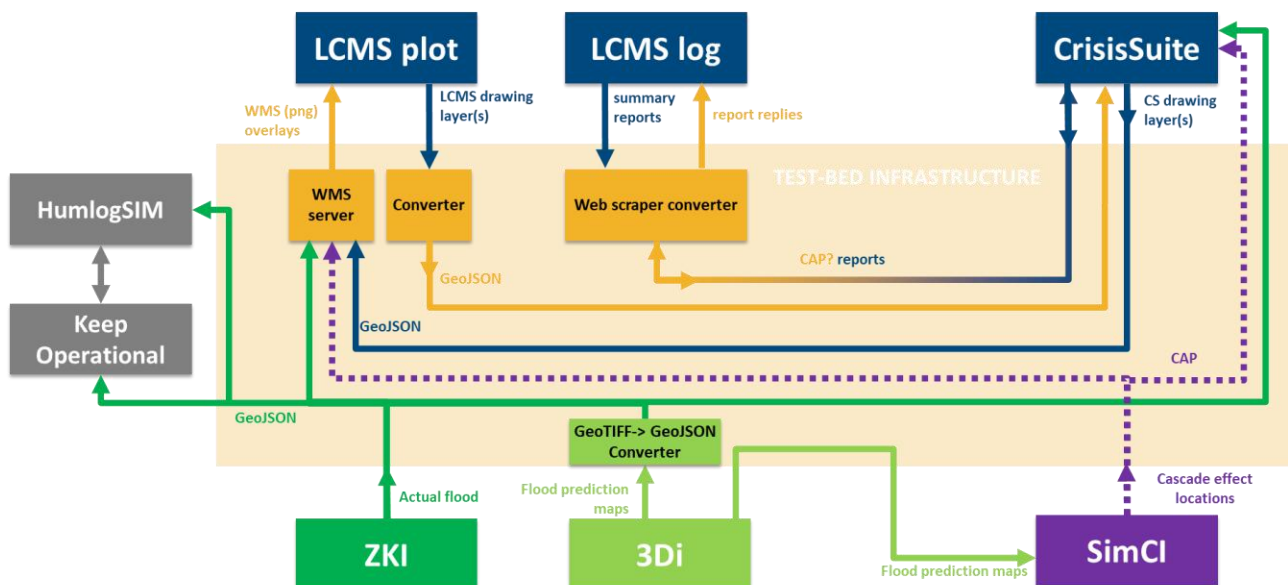 LCMS plot
LCMS log
CrisisSuite
WMS (png)
overlays
LCMS drawing
layer(s)
summary
reports
report replies
CS drawing
layer(s)
TEST-BED INFRASTRUCTURE
HumlogSIM
WMS
server
Converter
Web scraper converter
CAP? reports
GeoJSON
Keep
Operational
GeoJSON
CAP
GeoJSON
GeoTIFF-> GeoJSON
Converter
Actual flood
Flood prediction
maps
Cascade effect
locations
ZKI
3Di
Flood prediction maps
SimCI